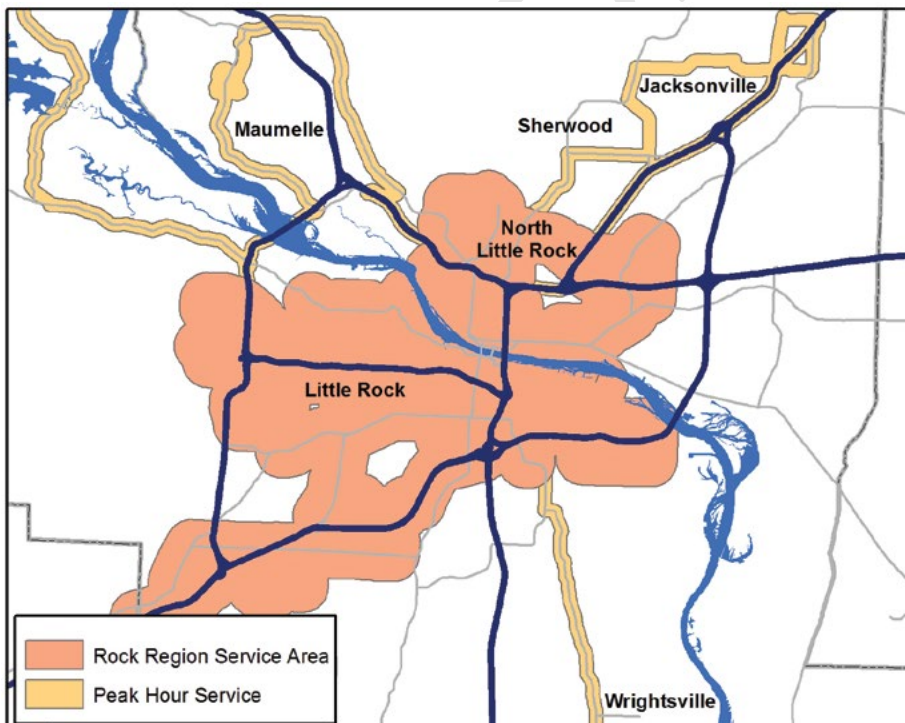 Jacksonville
Maumelle
Sherwood
North
Little Rock
Little Rock
Rock Region Service Area
Peak Hour Service
Wrightsville